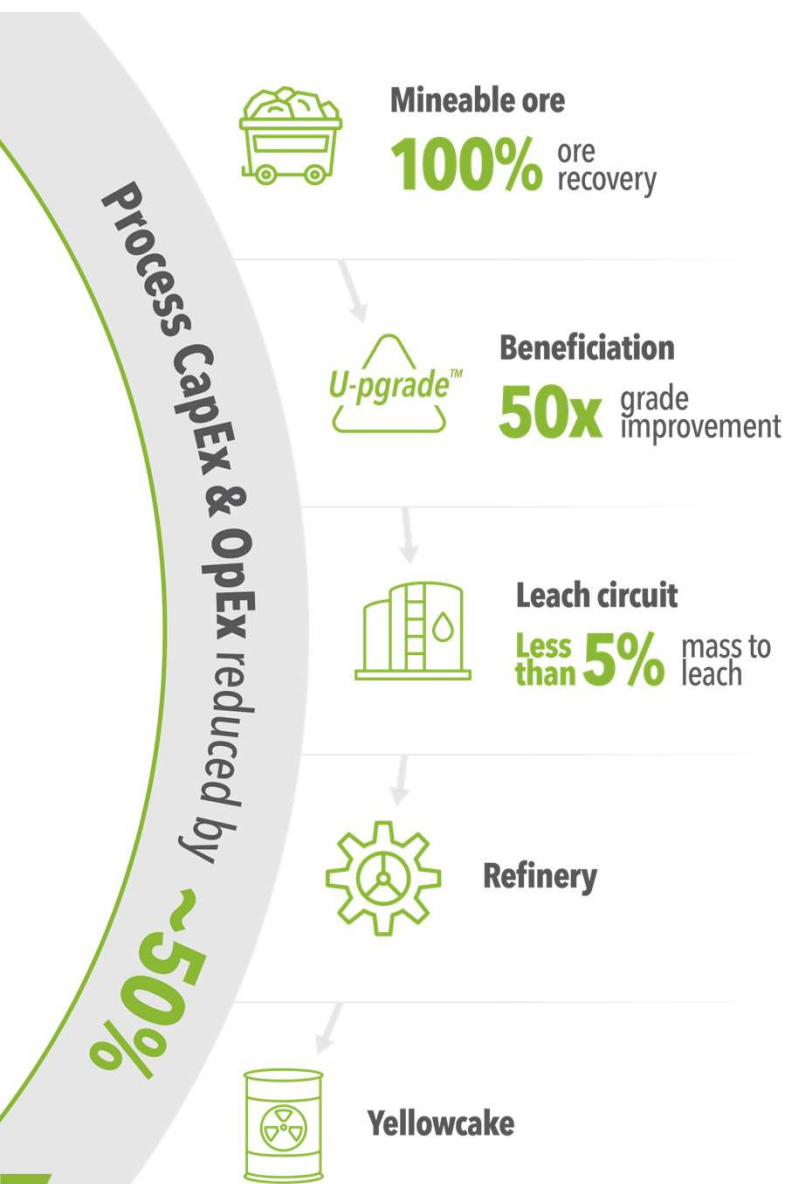 Process CapEx & OpEx reduced by ~50%
Mineable ore
100% ore
recovery
U-pgrade™
Beneficiation
50x grade
improvement
Leach circuit
Less
than 5% mass to
leach
Refinery
Yellowcake